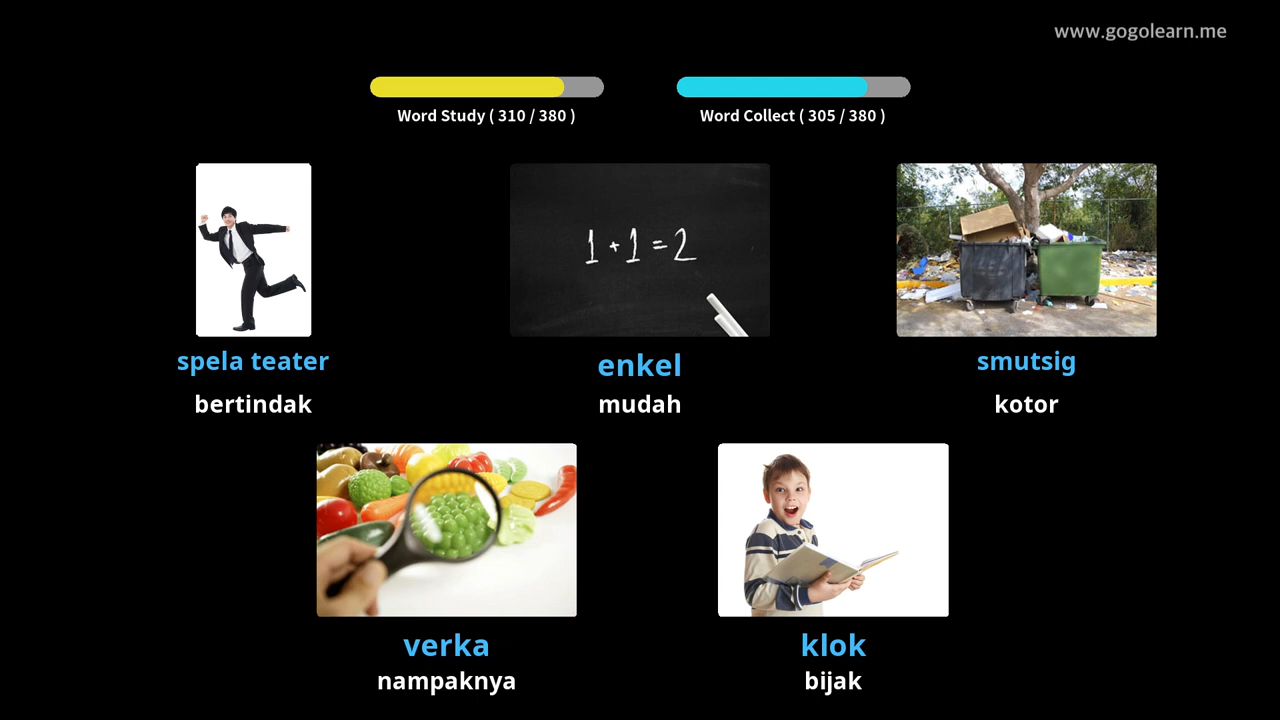 www.gogolearn.me
Word Study ( 310 / 380 )
Word Collect ( 305 / 380 )
1 + 1 = 2
spela teater
enkel
smutsig
bertindak
mudah
kotor
verka
klok
nampaknya
bijak